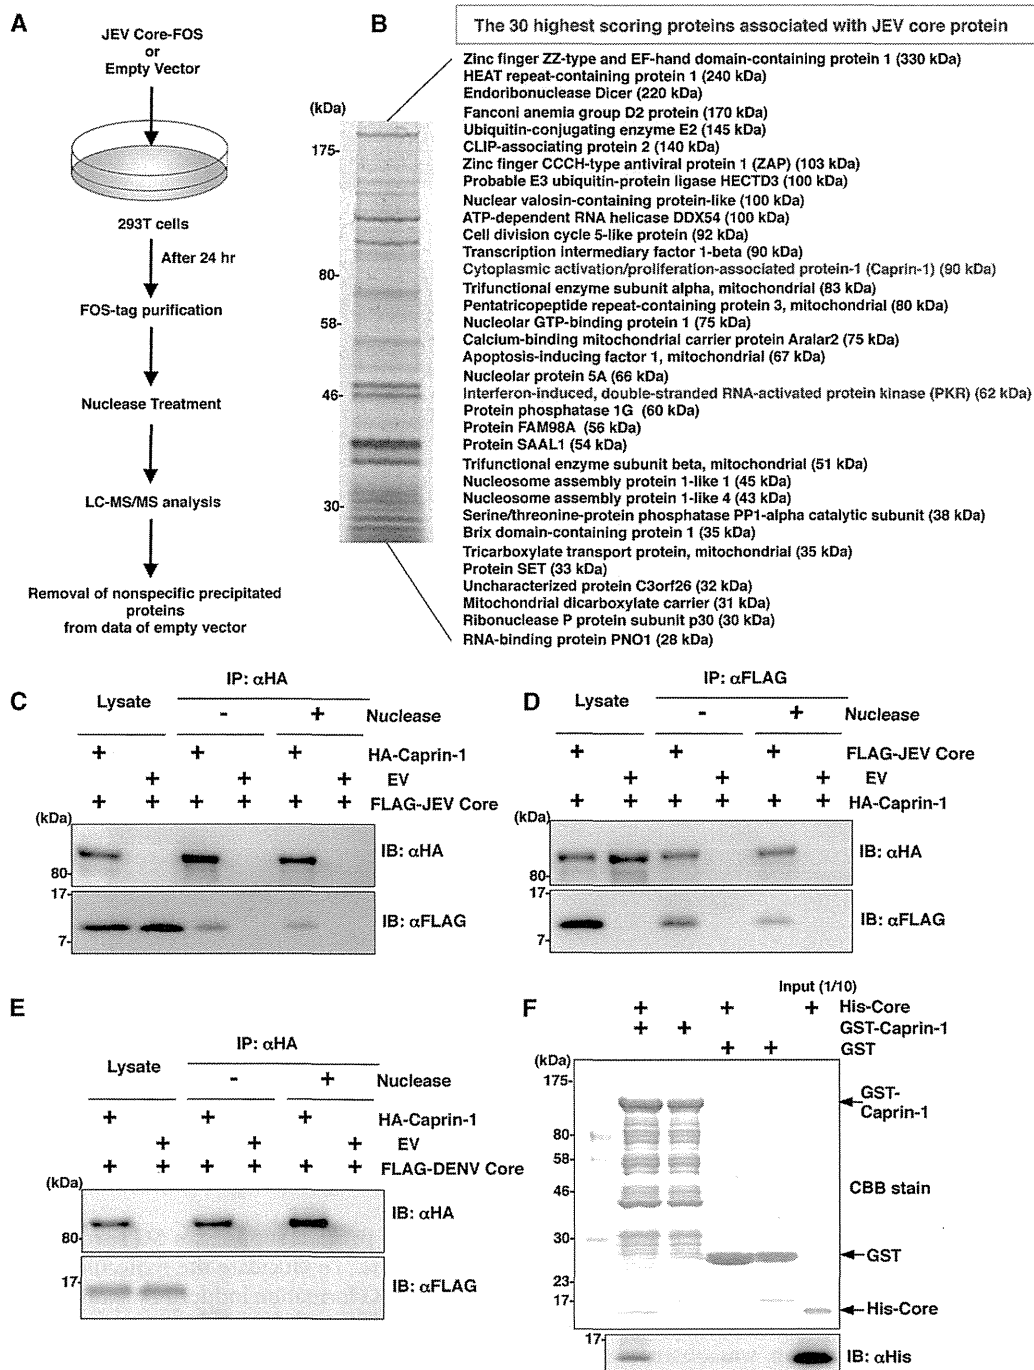 A
JEV Core-FOS
or
Empty Vector
293T cells
After 24 hr
FOS-tag purification
Nuclease Treatment
LC-MS/MS analysis
Removal of nonspecific precipitated
proteins
from data of empty vector
B
The 30 highest scoring proteins associated with JEV core protein
(kDa)
175-
80-
58-
46-
30-
Zinc finger ZZ-type and EF-hand domain-containing protein 1 (330 kDa)
HEAT repeat-containing protein 1 (240 kDa)
Endoribonuclease Dicer (220 kDa)
Fanconi anemia group D2 protein (170 kDa)
Ubiquitin-conjugating enzyme E2 (145 kDa)
CLIP-associating protein 2 (140 kDa)
Zinc finger CCCH-type antiviral protein 1 (ZAP) (103 kDa)
Probable E3 ubiquitin-protein ligase HECTD3 (100 kDa)
Nuclear valosin-containing protein-like (100 kDa)
ATP-dependent RNA helicase DDX54 (100 kDa)
Cell division cycle 5-like protein (92 kDa)
Transcription intermediary factor 1-beta (90 kDa)
Cytoplasmic activation/proliferation-associated protein-1 (Caprin-1) (90 kDa)
Trifunctional enzyme subunit alpha, mitochondrial (83 kDa)
Pentatricopeptide repeat-containing protein 3, mitochondrial (80 kDa)
Nucleolar GTP-binding protein 1 (75 kDa)
Calcium-binding mitochondrial carrier protein Aralar2 (75 kDa)
Apoptosis-inducing factor 1, mitochondrial (67 kDa)
Nucleolar protein 5A (66 kDa)
Interferon-induced, double-stranded RNA-activated protein kinase (PKR) (62 kDa)
Protein phosphatase 1G (60 kDa)
Protein FAM98A (56 kDa)
Protein SAAL1 (54 kDa)
Trifunctional enzyme subunit beta, mitochondrial (51 kDa)
Nucleosome assembly protein 1-like 1 (45 kDa)
Nucleosome assembly protein 1-like 4 (43 kDa)
Serine/threonine-protein phosphatase PP1-alpha catalytic subunit (38 kDa)
Brix domain-containing protein 1 (35 kDa)
Tricarboxylate transport protein, mitochondrial (35 kDa)
Protein SET (33 kDa)
Uncharacterized protein C3orf26 (32 kDa)
Mitochondrial dicarboxylate carrier (31 kDa)
Ribonuclease P protein subunit p30 (30 kDa)
RNA-binding protein PNO1 (28 kDa)
C
IP: αHA
Lysate
- + Nuclease
+ + + HA-Caprin-1
+ + + EV
+ + + + + + FLAG-JEV Core
(kDa)
80-
IB: αHA
17-
7-
IB: αFLAG
D
IP: αFLAG
Lysate
- + Nuclease
+ + + FLAG-JEV Core
+ + + EV
+ + + + + + HA-Caprin-1
(kDa)
80-
IB: αHA
17-
7-
IB: αFLAG
E
IP: αHA
Lysate
- + Nuclease
+ + + HA-Caprin-1
+ + + EV
+ + + + + + FLAG-DENV Core
(kDa)
80-
IB: αHA
17-
IB: αFLAG
F
Input (1/10)
+ + + His-Core
+ + GST-Caprin-1
+ + GST
(kDa)
175-
80-
58-
46-
30-
23-
17-
GST-
Caprin-1
CBB stain
GST
His-Core
17-
IB: αHis